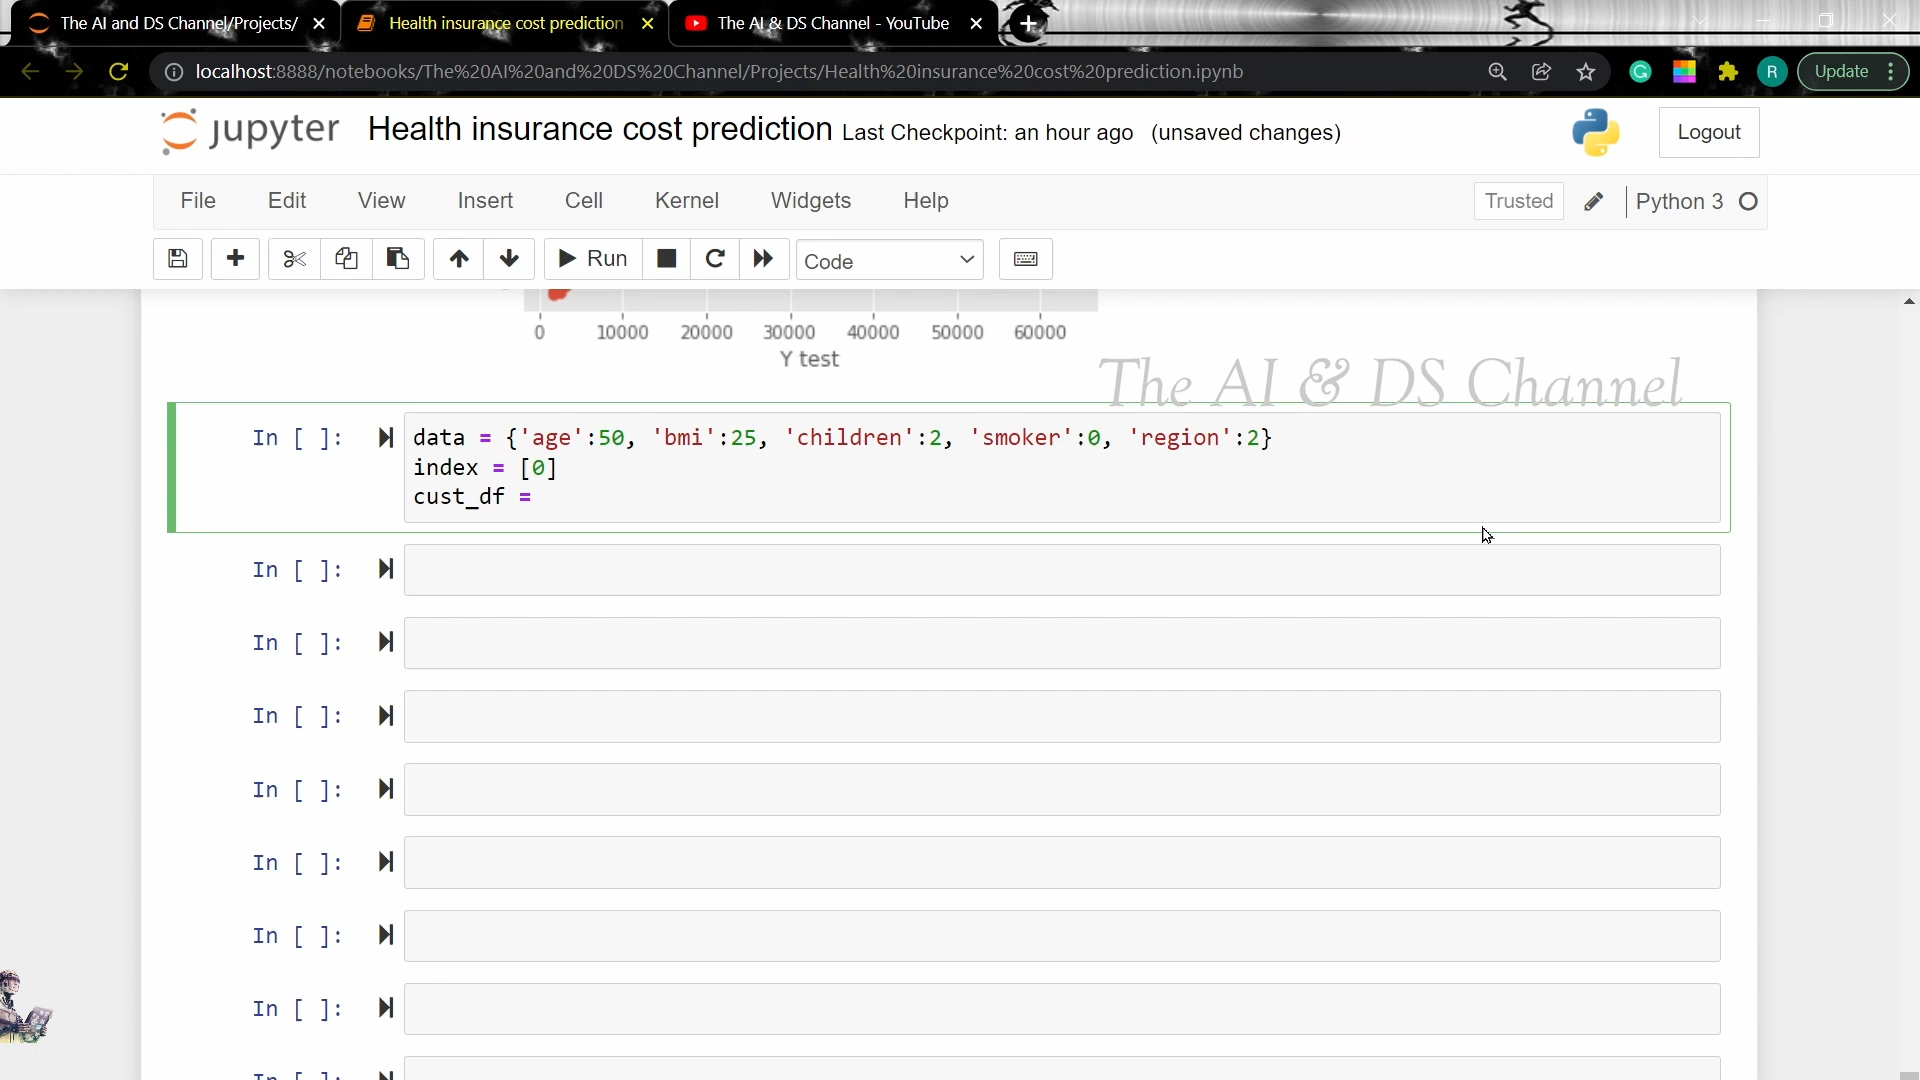 The AI and DS Channel/Projects/
Health insurance cost prediction
The AI & DS Channel - YouTube
localhost:8888/notebooks/The%20AI%20and%20DS%20Channel/Projects/Health%20insurance%20cost%20prediction.ipynb
R
Update
jupyter
Health insurance cost prediction Last Checkpoint: an hour ago (unsaved changes)
Logout
File Edit View Insert Cell Kernel Widgets Help
Trusted
Python 3
Run
Code
0 10000 20000 30000 40000 50000 60000
Y test
The AI & DS Channel
In [ ]:
data = {'age':50, 'bmi':25, 'children':2, 'smoker':0, 'region':2}
index = [0]
cust_df =
In [ ]:
In [ ]:
In [ ]:
In [ ]:
In [ ]:
In [ ]:
In [ ]:
In [ ]: